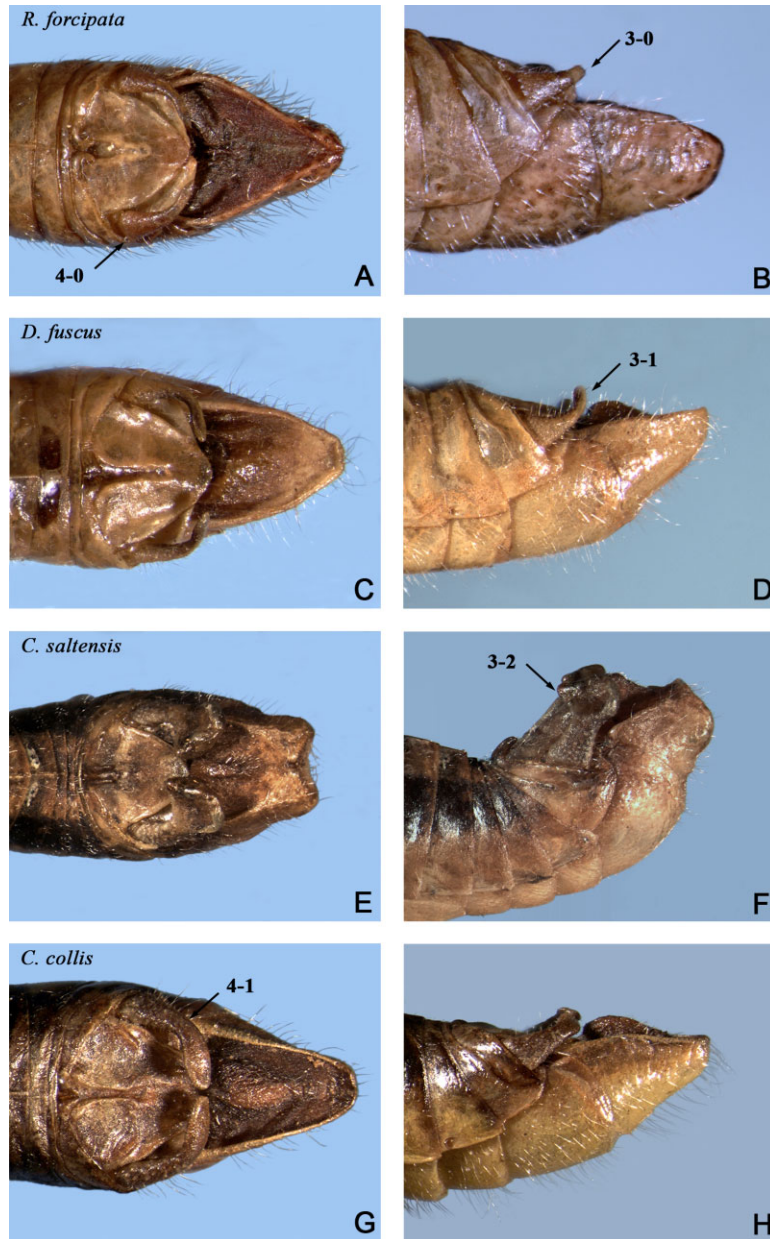 R. forcipata
3-0
4-0
A
B
D. fuscus
3-1
C
D
C. saltensis
3-2
E
F
C. collis
4-1
G
H